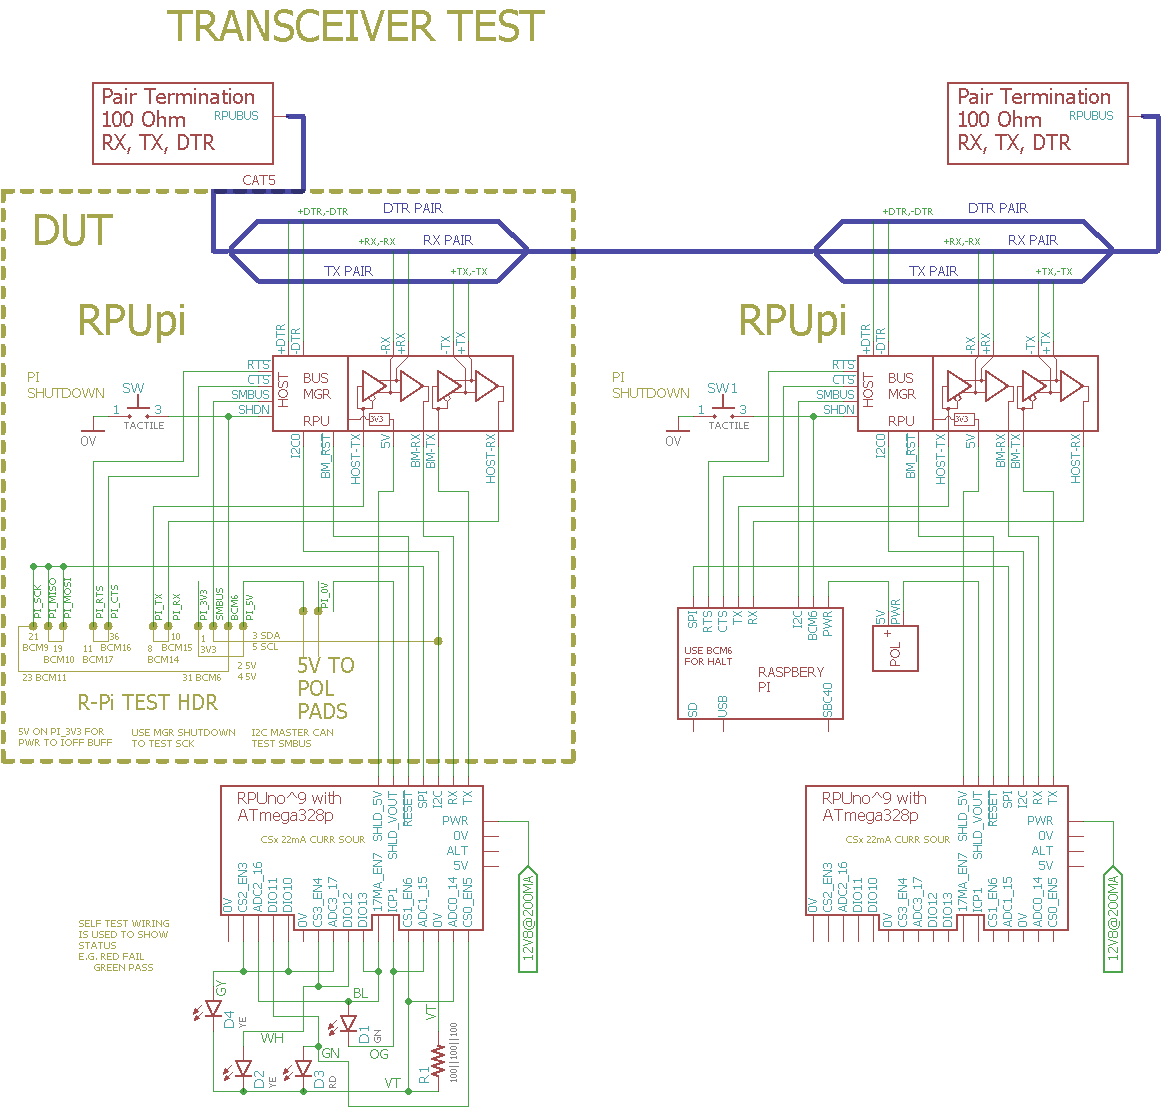 TRANSCEIVER TEST
Pair Termination
100 Ohm
RX, TX, DTR
RPUBUS
CAT5
Pair Termination
100 Ohm
RX, TX, DTR
RPUBUS
DUT
RPUpi
+DTR,-DTR
DTR PAIR
+RX,-RX
RX PAIR
TX PAIR
+TX,-TX
+DTR
-DTR
-RX
+RX
-TX
+TX
RTS
CTS
SMBUS
SHDN
HOST
BUS
MGR
RPU
3V3
PI
SHUTDOWN
SW
1
3
TACTILE
0V
I2C0
BM_RST
HOST-TX
5V
BM-RX
BM-TX
HOST-RX
PI_SCK
PI_MISO
PI_MOSI
PI_RTS
PI_CTS
PI_TX
PI_RX
PI_3V3
SMBUS
BCM6
PI_5V
PI_0V
21
BCM9
19
BCM10
11
BCM17
36
BCM16
8
BCM14
10
BCM15
1
3V3
3 SDA
5 SCL
2 5V
4 5V
23 BCM11
31 BCM6
R-Pi TEST HDR
5V TO
POL
PADS
5V ON PI_3V3 FOR
PWR TO IOFF BUFF
USE MGR SHUTDOWN
TO TEST SCK
I2C MASTER CAN
TEST SMBUS
RPUpi
+DTR,-DTR
DTR PAIR
+RX,-RX
RX PAIR
TX PAIR
+TX,-TX
+DTR
-DTR
-RX
+RX
-TX
+TX
RTS
CTS
SMBUS
SHDN
HOST
BUS
MGR
RPU
3V3
PI
SHUTDOWN
SW1
1
3
TACTILE
0V
I2C0
BM_RST
HOST-TX
5V
BM-RX
BM-TX
HOST-RX
SPI
RTS
CTS
TX
RX
I2C
BCM6
PWR
USE BCM6
FOR HALT
RASPBERY
PI
SD
USB
SBC40
5V
PWR
+
POL
RPUno^9 with
ATmega328p
CSx 22mA CURR SOUR
SHLD_5V
SHLD_VOUT
RESET
SPI
I2C
RX
TX
PWR
0V
ALT
5V
0V
CS2_EN3
ADC2_16
DIO11
DIO10
0V
CS3_EN4
ADC3_17
DIO12
DIO13
17MA_EN7
ICP1
CS1_EN6
ADC1_15
0V
ADC0_14
CS0_EN5
12V8@200MA
SELF TEST WIRING
IS USED TO SHOW
STATUS
E.G. RED FAIL
GREEN PASS
GY
D4
YE
WH
D2
YE
D3
RD
GN
BL
D1
GN
OG
VT
VT
R1
100||100||100
RPUno^9 with
ATmega328p
CSx 22mA CURR SOUR
SHLD_5V
SHLD_VOUT
RESET
SPI
I2C
RX
TX
PWR
0V
ALT
5V
0V
CS2_EN3
ADC2_16
DIO11
DIO10
0V
CS3_EN4
ADC3_17
DIO12
DIO13
17MA_EN7
ICP1
CS1_EN6
ADC1_15
0V
ADC0_14
CS0_EN5
12V8@200MA